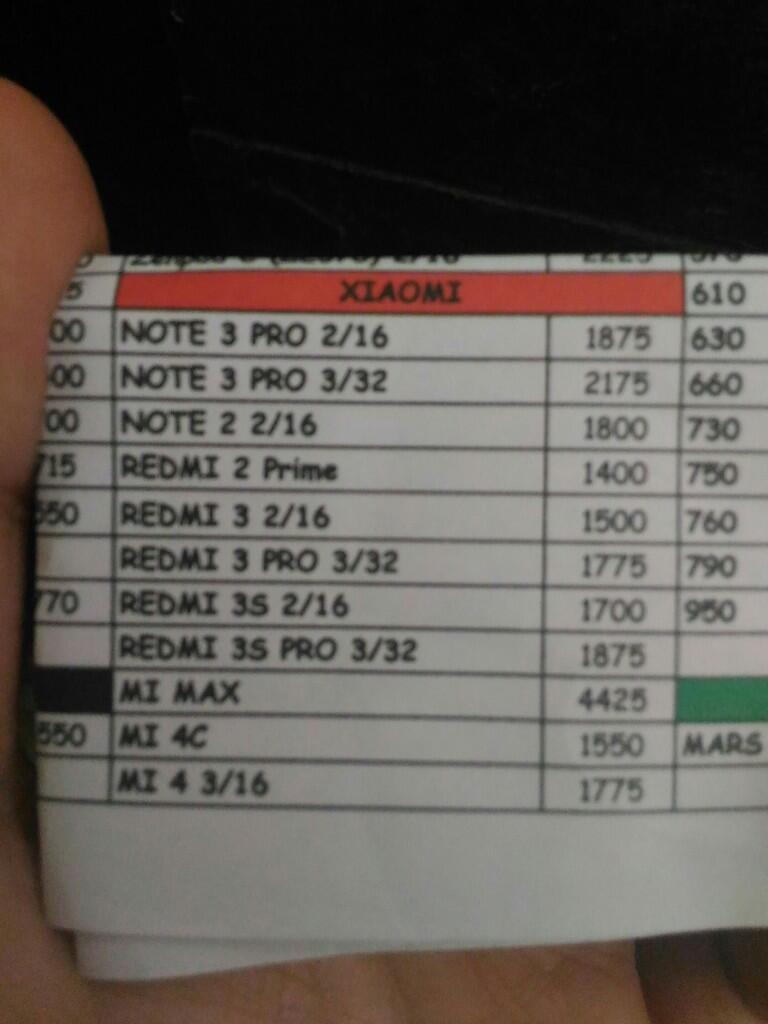 XIAOMI 610
NOTE 3 PRO 2/16 1875 630
NOTE 3 PRO 3/32 2175 660
NOTE 2 2/16 1800 730
715 REDMI 2 Prime 1400 750
550 REDMI 3 2/16 1500 760
REDMI 3 PRO 3/32 1775 790
770 REDMI 3S 2/16 1700 950
REDMI 3S PRO 3/32 1875
MI MAX 4425
550 MI 4C 1550 MARS
MI 4 3/16 1775